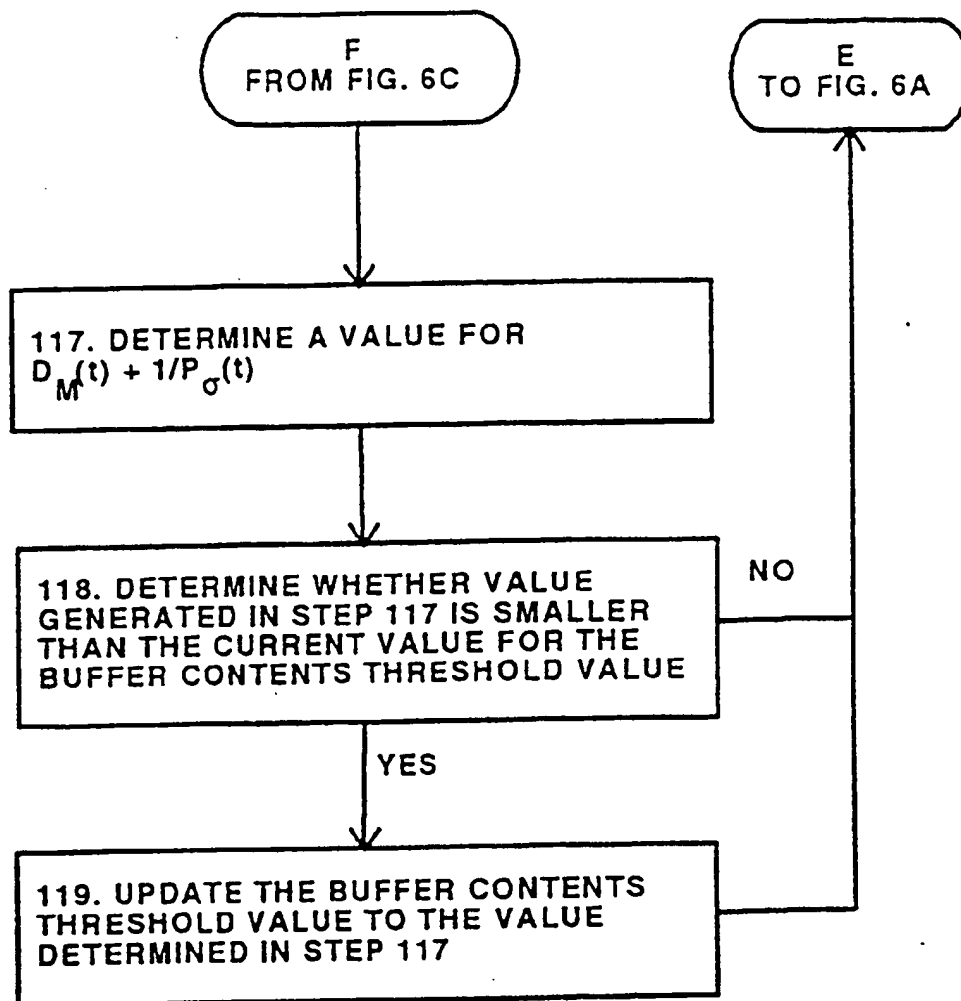 F
FROM FIG. 6C
E
TO FIG. 6A
117. DETERMINE A VALUE FOR
D_M(t) + 1/P_σ(t)
118. DETERMINE WHETHER VALUE
GENERATED IN STEP 117 IS SMALLER
THAN THE CURRENT VALUE FOR THE
BUFFER CONTENTS THRESHOLD VALUE
NO
YES
119. UPDATE THE BUFFER CONTENTS
THRESHOLD VALUE TO THE VALUE
DETERMINED IN STEP 117